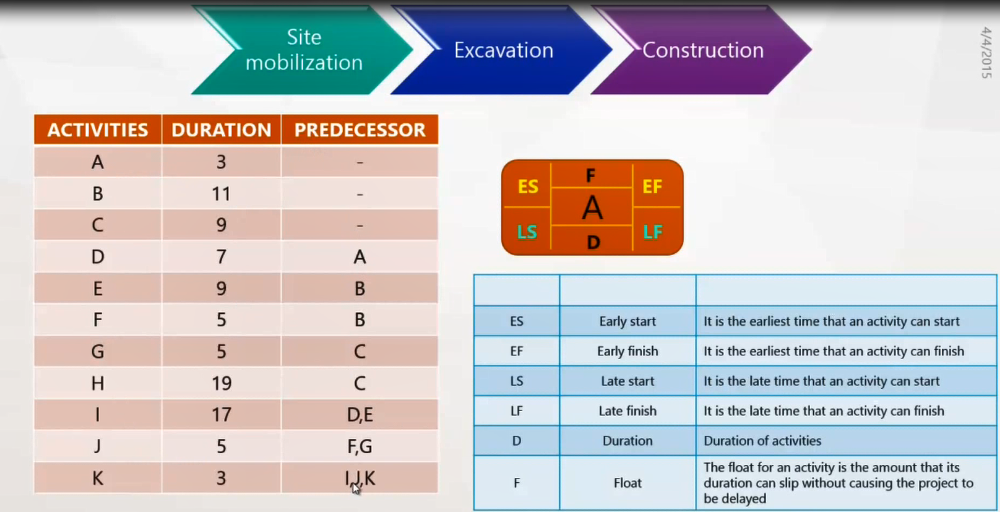 Site
mobilization
Excavation
Construction
4/4/2015
ACTIVITIES DURATION PREDECESSOR
A 3 -
B 11 -
C 9 -
D 7 A
E 9 B
F 5 B
G 5 C
H 19 C
I 17 D,E
J 5 F,G
K 3 I,J,K
F
ES EF
A
LS LF
D
ES Early start It is the earliest time that an activity can start
EF Early finish It is the earliest time that an activity can finish
LS Late start It is the late time that an activity can start
LF Late finish It is the late time that an activity can finish
D Duration Duration of activities
F Float The float for an activity is the amount that its
duration can slip without causing the project to
be delayed